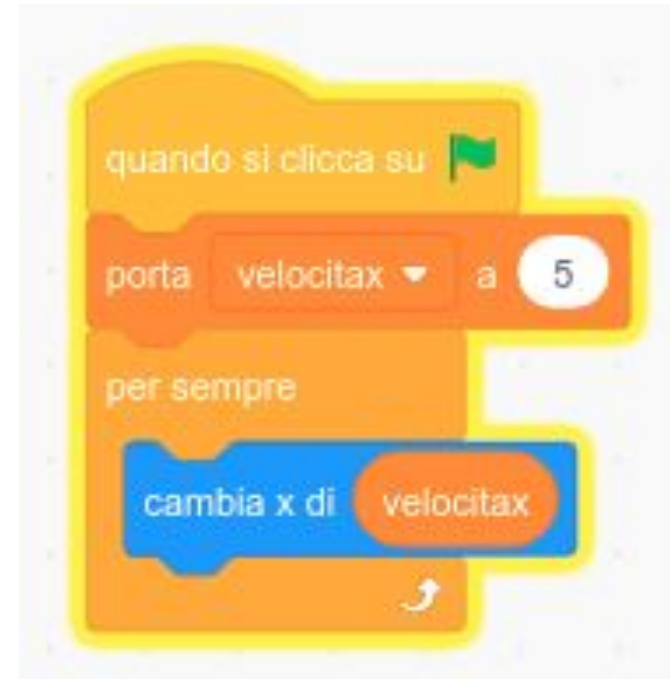 quando si clicca su
porta velocitax a 5
per sempre
cambia x di velocitax